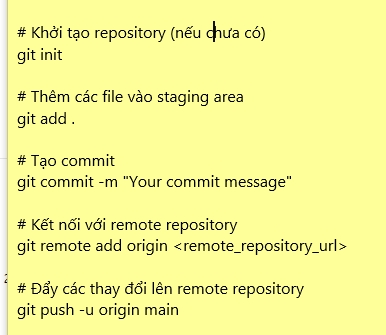 # Khởi tạo repository (nếu chưa có)
git init
# Thêm các file vào staging area
git add .
# Tạo commit
git commit -m "Your commit message"
# Kết nối với remote repository
git remote add origin <remote_repository_url>
# Đẩy các thay đổi lên remote repository
git push -u origin main